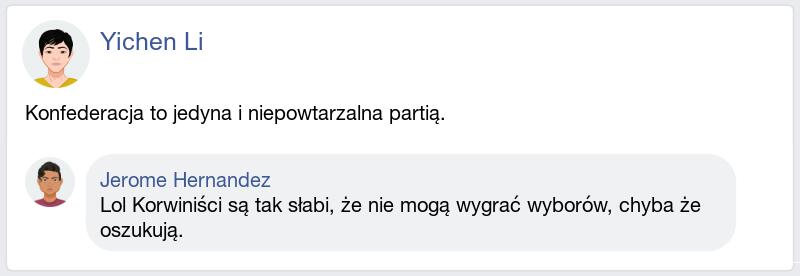 Yichen Li
Konfederacja to jedyna i niepowtarzalna partią.
Jerome Hernandez
Lol Korwiniści są tak słabi, że nie mogą wygrać wyborów, chyba że
oszukują.